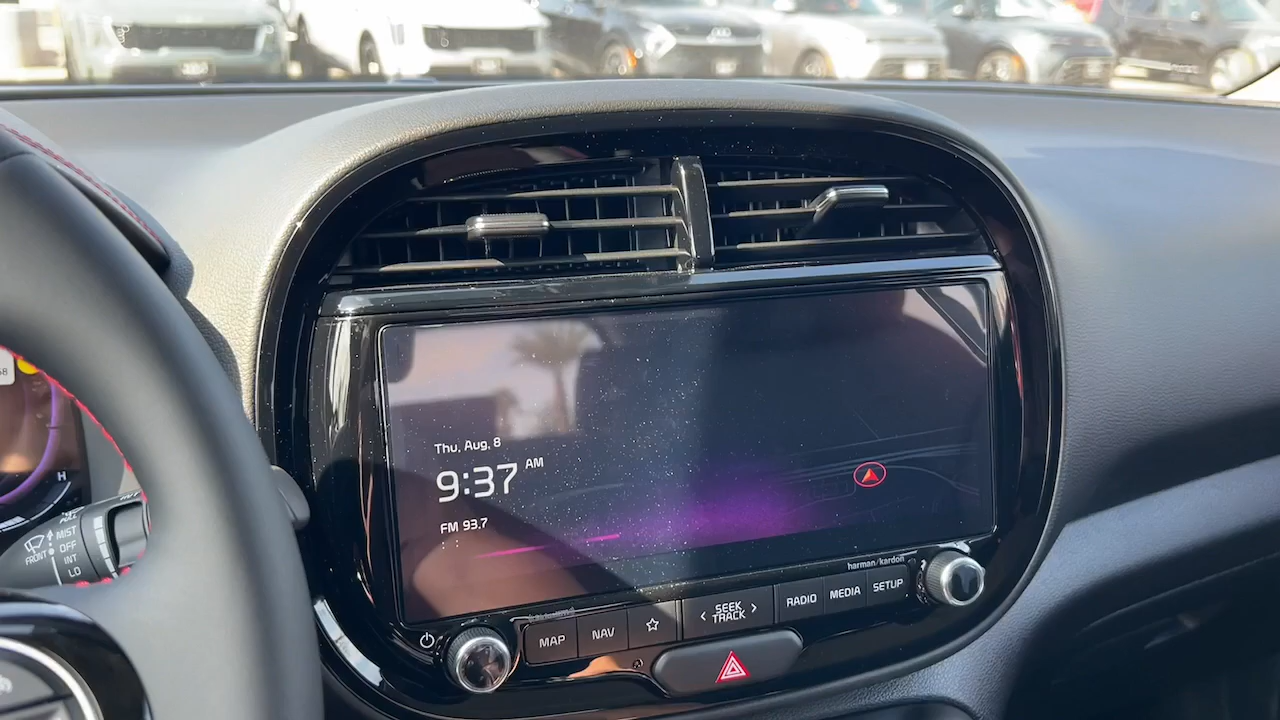 Thu, Aug, 8
9:37 AM
FM 93.7
harman/kardon
MAP
NAV
SEEK
TRACK
RADIO
MEDIA
SETUP
H
MIST
OFF
INT
LO
FRONT